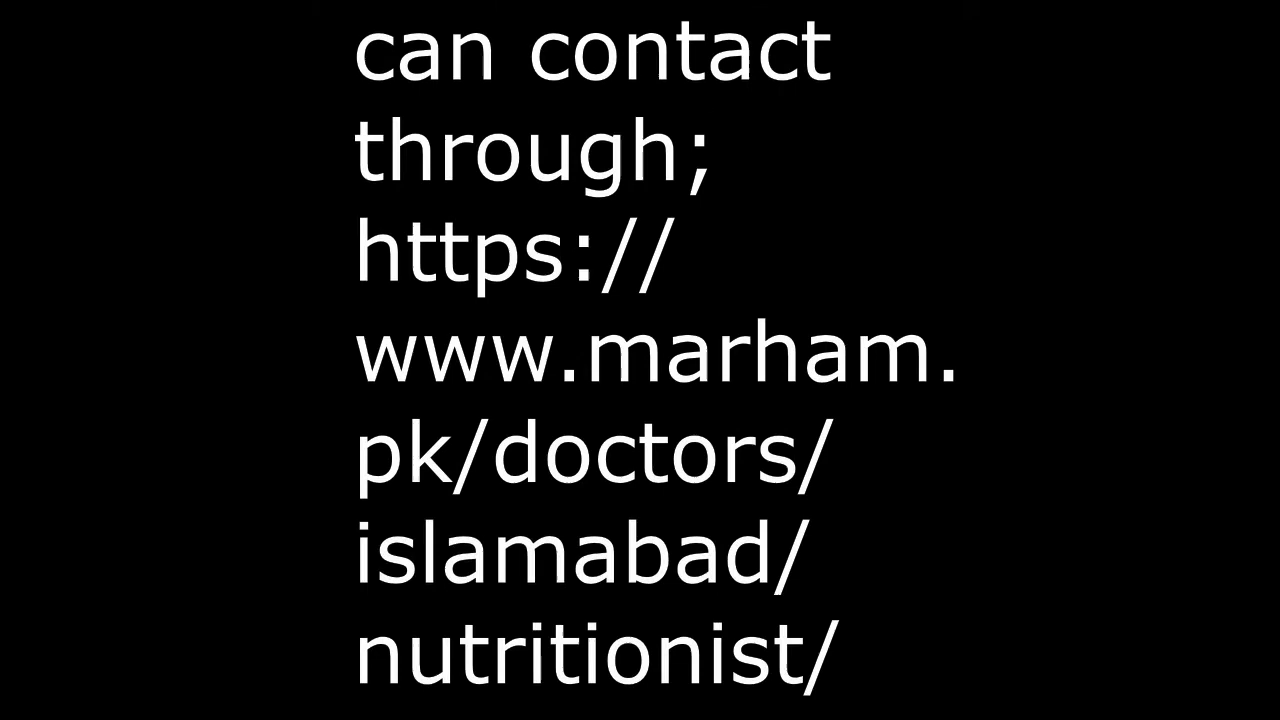 can contact
through;
https://
www.marham.
pk/doctors/
islamabad/
nutritionist/